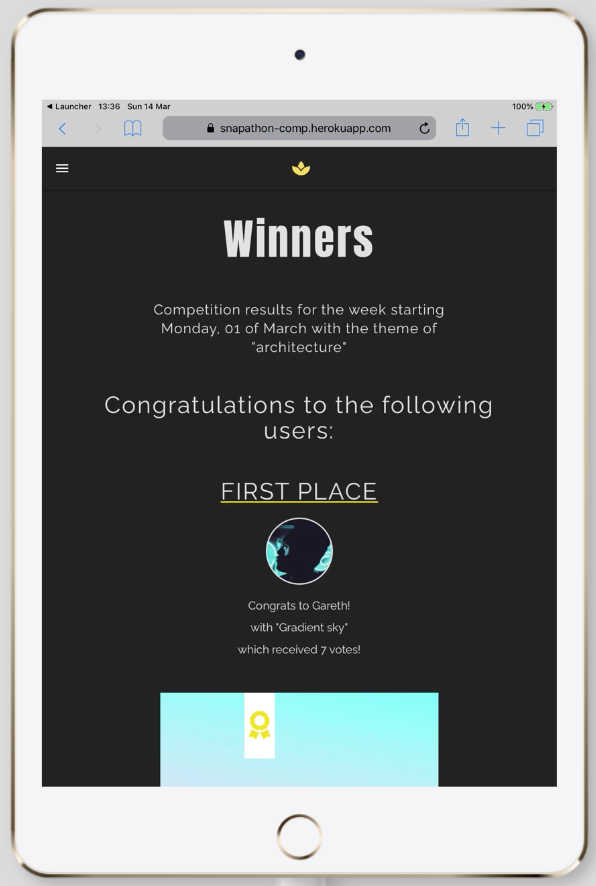 Launcher 13:36 Sun 14 Mar 100%
snapathon-comp.herokuapp.com
Winners
Competition results for the week starting
Monday, 01 of March with the theme of
"architecture"
Congratulations to the following
users:
FIRST PLACE
Congrats to Gareth!
with "Gradient sky"
which received 7 votes!